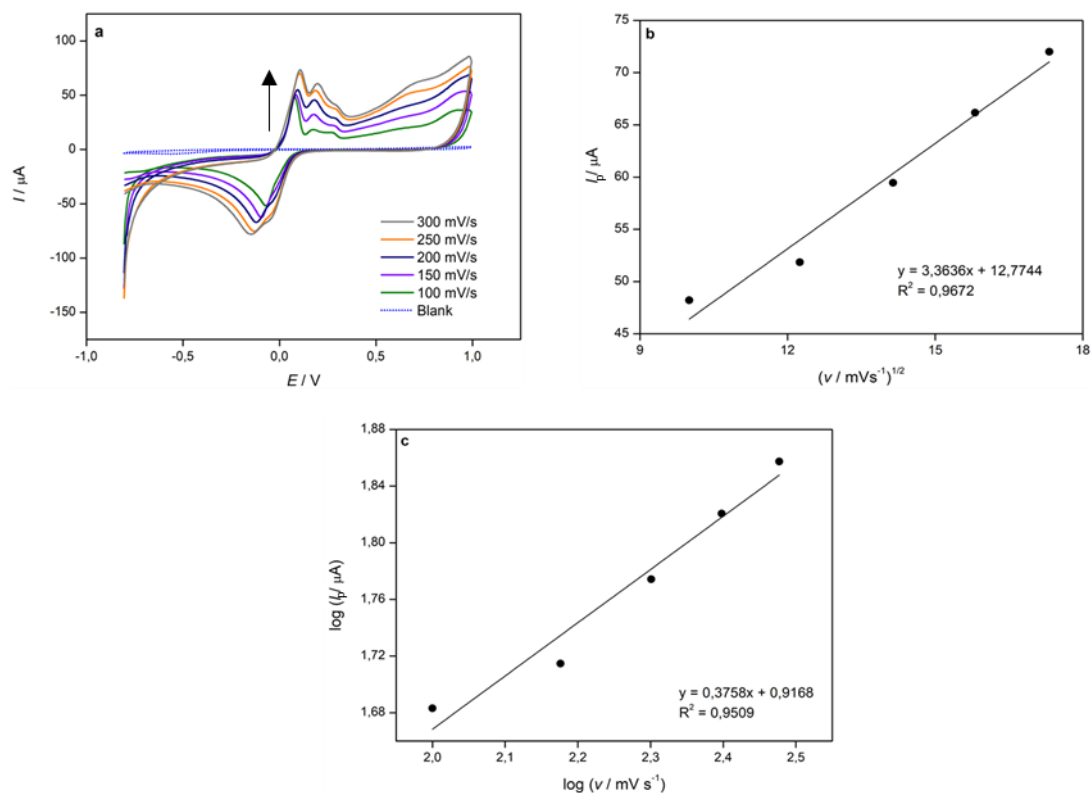 a
100
50
0
-50
-100
-150
I / µA
-1,0
-0,5
0,0
0,5
1,0
E / V
300 mV/s
250 mV/s
200 mV/s
150 mV/s
100 mV/s
Blank
b
75
70
65
60
55
50
45
Ip/ µA
9
12
15
18
(v / mVs⁻¹)¹/²
y = 3,3636x + 12,7744
R² = 0,9672
c
1,88
1,84
1,80
1,76
1,72
1,68
log (Ip/ µA)
2,0
2,1
2,2
2,3
2,4
2,5
log (v / mV s⁻¹)
y = 0,3758x + 0,9168
R² = 0,9509